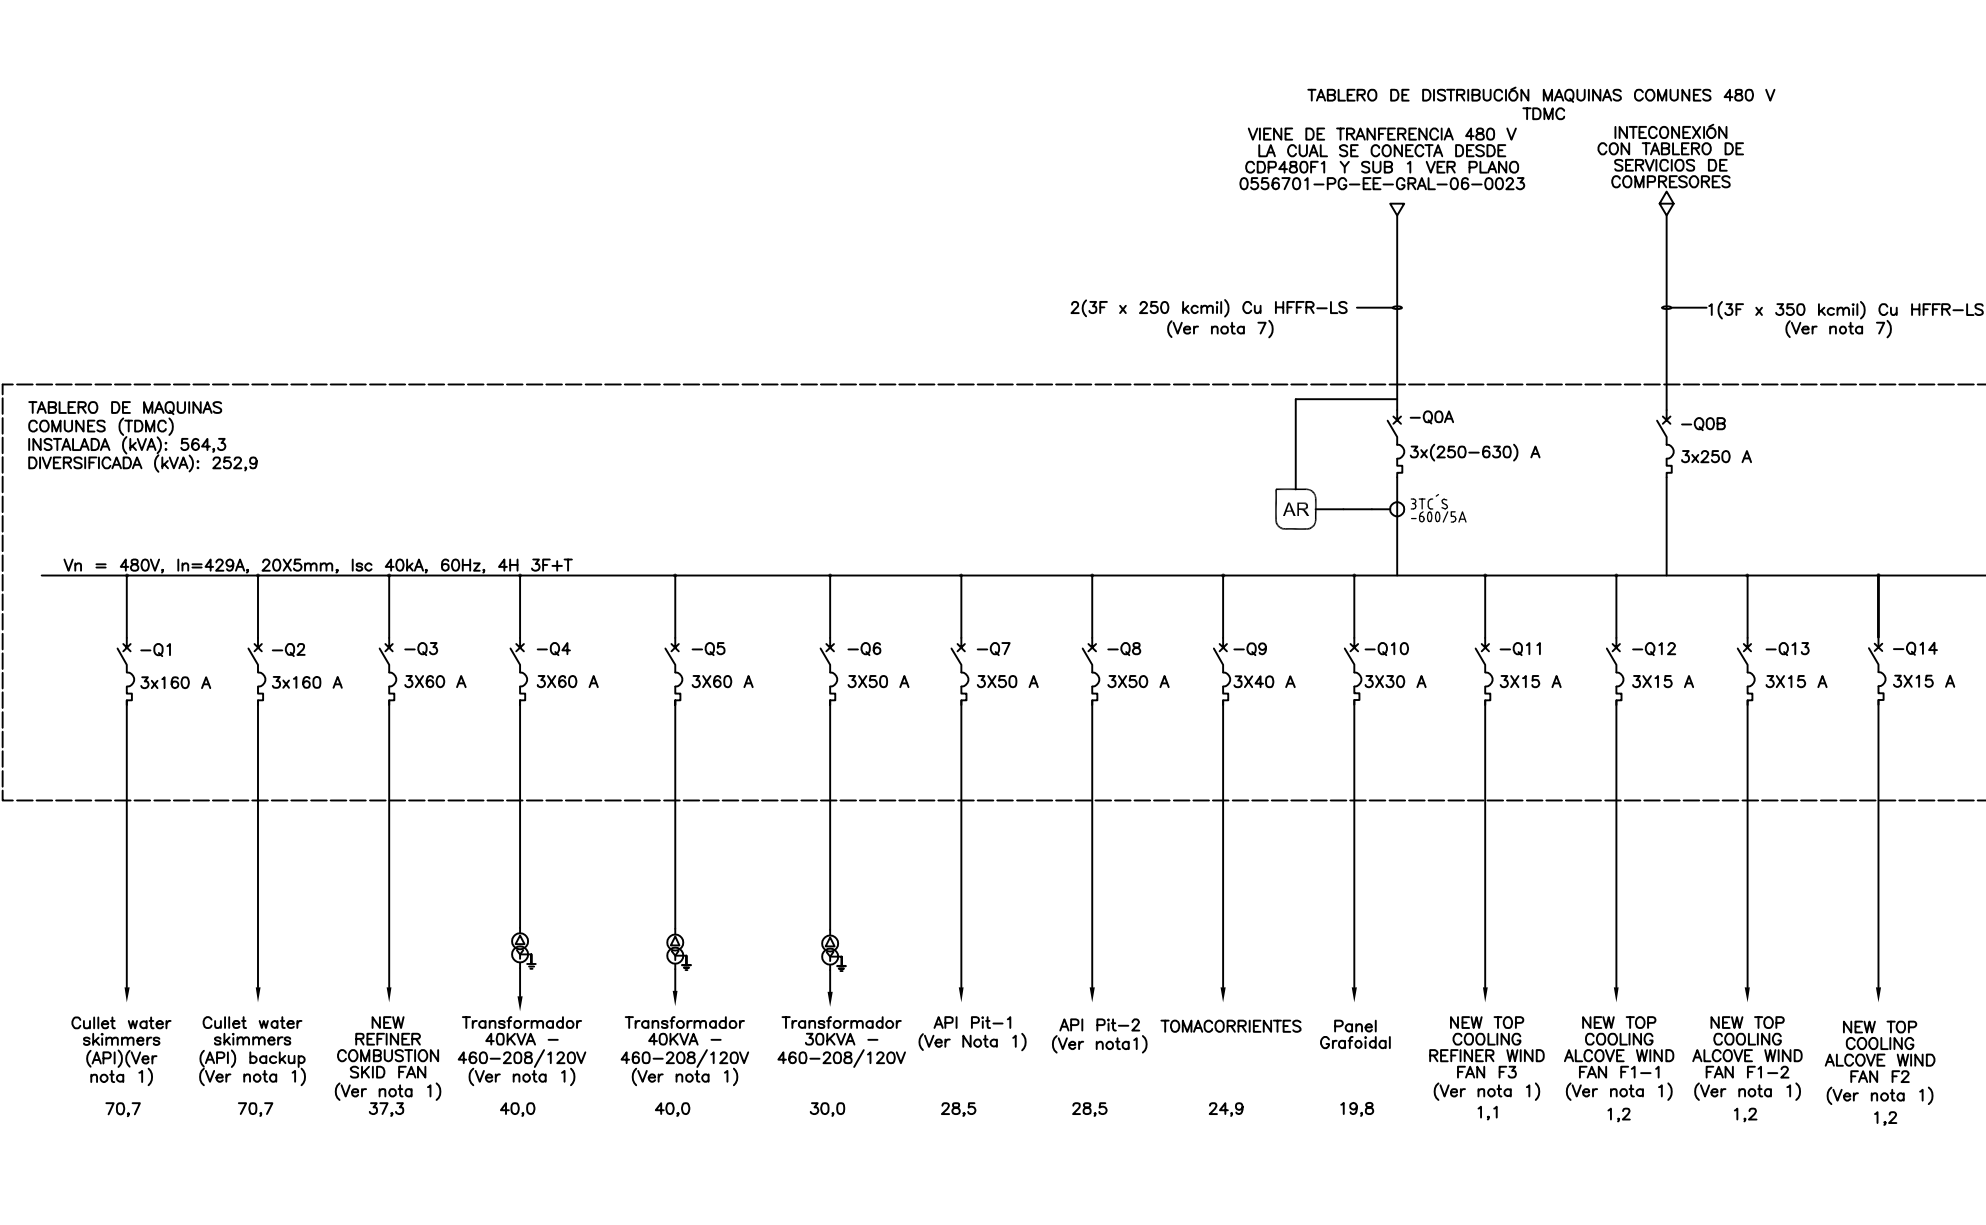 TABLERO DE DISTRIBUCIÓN MAQUINAS COMUNES 480 V
TDMC
VIENE DE TRANFERENCIA 480 V
LA CUAL SE CONECTA DESDE
CDP480F1 Y SUB 1 VER PLANO
0556701-PG-EE-GRAL-06-0023
INTECONEXIÓN
CON TABLERO DE
SERVICIOS DE
COMPRESORES
2(3F x 250 kcmil) Cu HFFR-LS
(Ver nota 7)
1(3F x 350 kcmil) Cu HFFR-LS
(Ver nota 7)
TABLERO DE MAQUINAS
COMUNES (TDMC)
INSTALADA (kVA): 564,3
DIVERSIFICADA (kVA): 252,9
-Q0A
3x(250-630) A
-Q0B
3x250 A
AR
3TC´S
-600/5A
Vn = 480V, In=429A, 20X5mm, Isc 40kA, 60Hz, 4H 3F+T
-Q1
3x160 A
-Q2
3x160 A
-Q3
3X60 A
-Q4
3X60 A
-Q5
3X60 A
-Q6
3X50 A
-Q7
3X50 A
-Q8
3X50 A
-Q9
3X40 A
-Q10
3X30 A
-Q11
3X15 A
-Q12
3X15 A
-Q13
3X15 A
-Q14
3X15 A
Cullet water
skimmers
(API)(Ver
nota 1)
70,7
Cullet water
skimmers
(API) backup
(Ver nota 1)
70,7
NEW
REFINER
COMBUSTION
SKID FAN
(Ver nota 1)
37,3
Transformador
40KVA -
460-208/120V
(Ver nota 1)
40,0
Transformador
40KVA -
460-208/120V
(Ver nota 1)
40,0
Transformador
30KVA -
460-208/120V
30,0
API Pit-1
(Ver Nota 1)
28,5
API Pit-2
(Ver nota1)
28,5
TOMACORRIENTES
24,9
Panel
Grafoidal
19,8
NEW TOP
COOLING
REFINER WIND
FAN F3
(Ver nota 1)
1,1
NEW TOP
COOLING
ALCOVE WIND
FAN F1-1
(Ver nota 1)
1,2
NEW TOP
COOLING
ALCOVE WIND
FAN F1-2
(Ver nota 1)
1,2
NEW TOP
COOLING
ALCOVE WIND
FAN F2
(Ver nota 1)
1,2